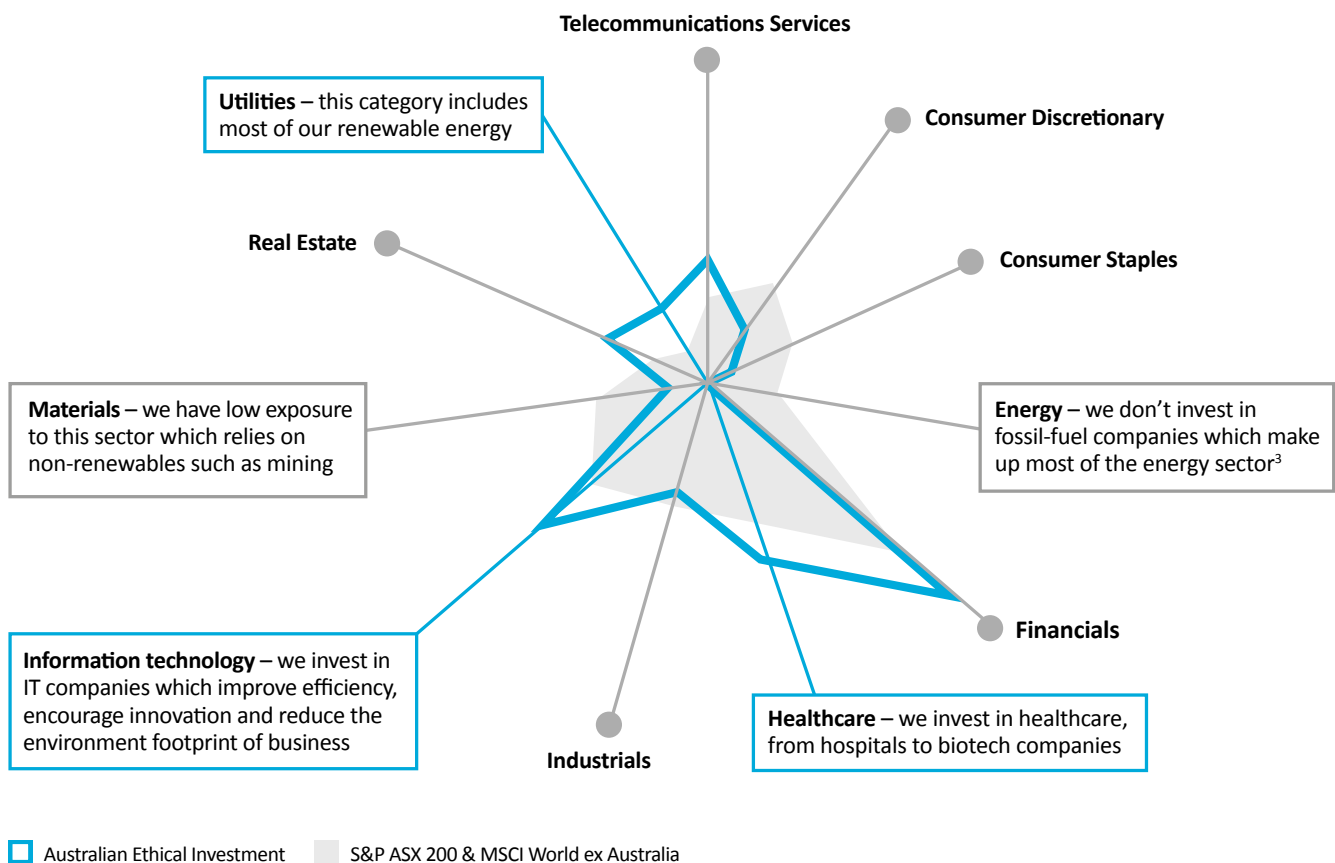 Telecommunications Services
Utilities – this category includes
most of our renewable energy
Consumer Discretionary
Real Estate
Consumer Staples
Materials – we have low exposure
to this sector which relies on
non-renewables such as mining
Energy – we don’t invest in
fossil-fuel companies which make
up most of the energy sector³
Financials
Information technology – we invest in
IT companies which improve efficiency,
encourage innovation and reduce the
environment footprint of business
Healthcare – we invest in healthcare,
from hospitals to biotech companies
Industrials
Australian Ethical Investment
S&P ASX 200 & MSCI World ex Australia